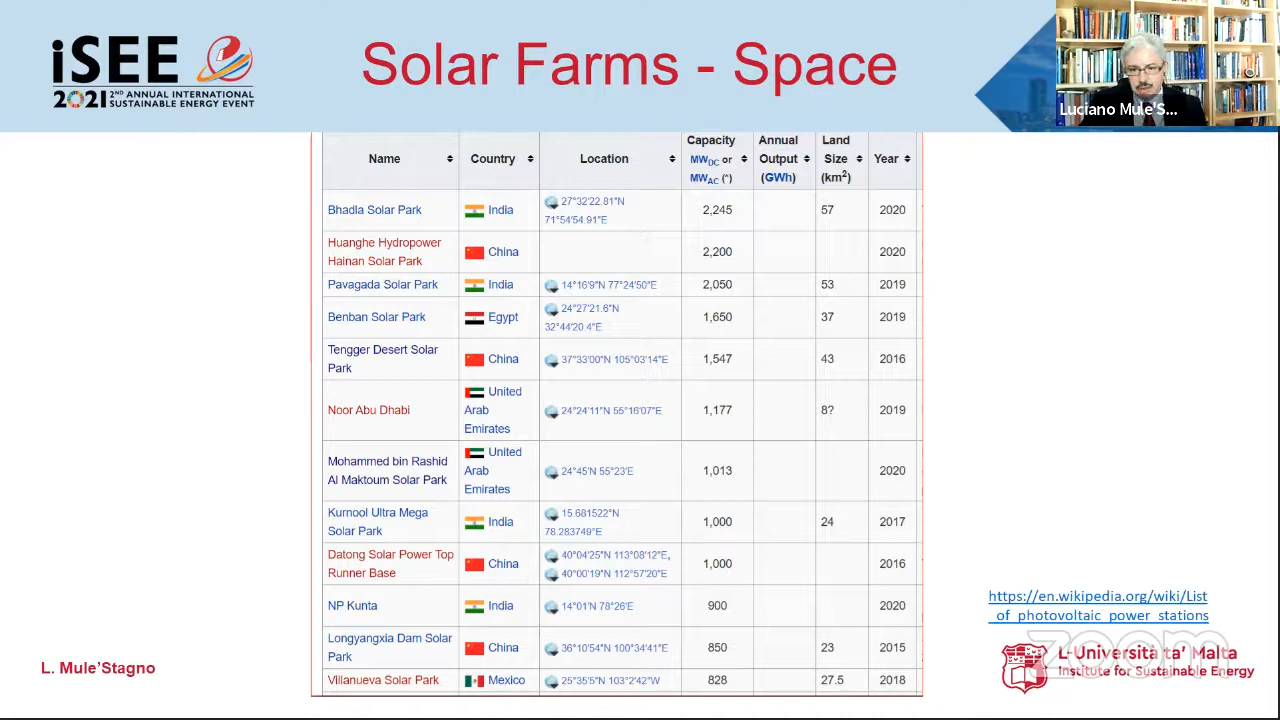 iSEE
2021 2ND ANNUAL INTERNATIONAL
SUSTAINABLE ENERGY EVENT
Solar Farms - Space
Luciano Mule'S...
Name Country Location Capacity MWDC or MWAC (*) Annual Output (GWh) Land Size (km2) Year
Bhadla Solar Park India 27°32'22.81"N 71°54'54.91"E 2,245 57 2020
Huanghe Hydropower Hainan Solar Park China 2,200 2020
Pavagada Solar Park India 14°16'9"N 77°24'50"E 2,050 53 2019
Benban Solar Park Egypt 24°27'21.6"N 32°44'20.4"E 1,650 37 2019
Tengger Desert Solar Park China 37°33'00"N 105°03'14"E 1,547 43 2016
Noor Abu Dhabi United Arab Emirates 24°24'11"N 55°16'07"E 1,177 8? 2019
Mohammed bin Rashid Al Maktoum Solar Park United Arab Emirates 24°45'N 55°23'E 1,013 2020
Kurnool Ultra Mega Solar Park India 15.681522°N 78.283749°E 1,000 24 2017
Datong Solar Power Top Runner Base China 40°04'25"N 113°08'12"E, 40°00'19"N 112°57'20"E 1,000 2016
NP Kunta India 14°01'N 78°26'E 900 2020
Longyangxia Dam Solar Park China 36°10'54"N 100°34'41"E 850 23 2015
Villanueva Solar Park Mexico 25°35'5"N 103°2'42"W 828 27.5 2018
https://en.wikipedia.org/wiki/List
_of_photovoltaic_power_stations
zoom
L-Università ta' Malta
Institute for Sustainable Energy
L. Mule'Stagno